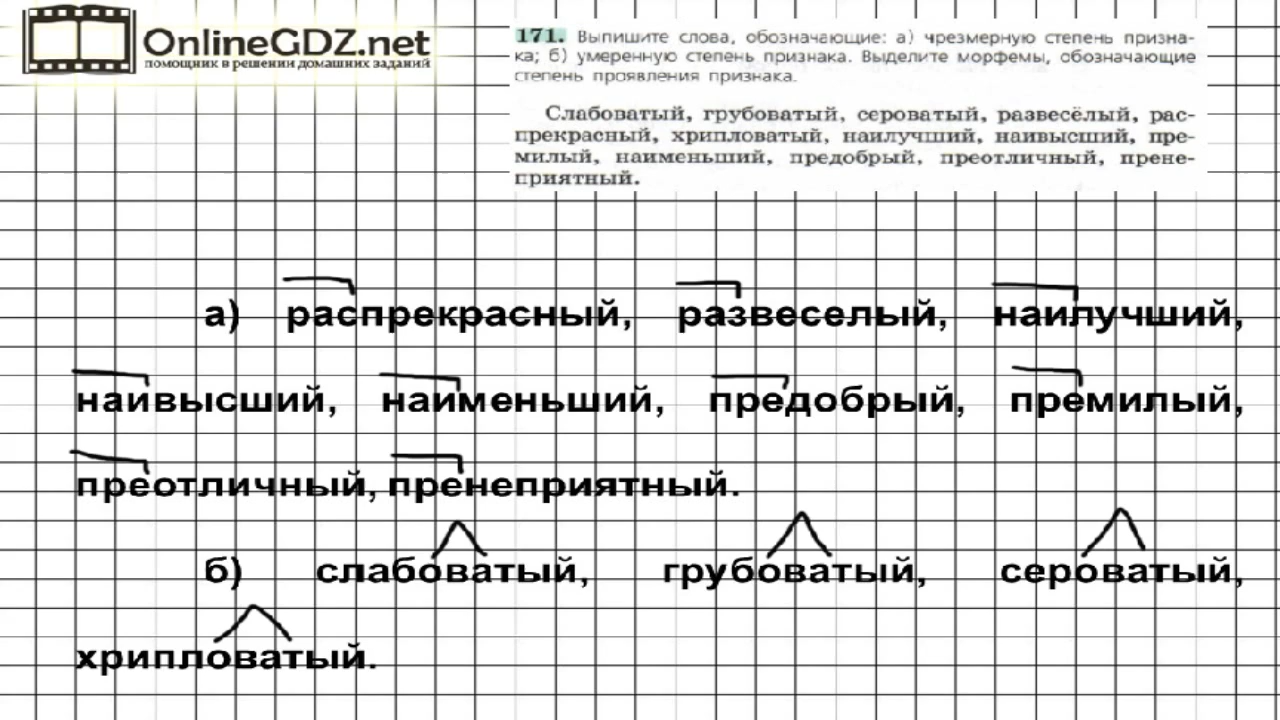 OnlineGDZ.net
помощник в решении домашних заданий
171. Выпишите слова, обозначающие: а) чрезмерную степень призна-
ка; б) умеренную степень признака. Выделите морфемы, обозначающие
степень проявления признака.
Слабоватый, грубоватый, сероватый, развесёлый, рас-
прекрасный, хрипловатый, наилучший, наивысший, пре-
милый, наименьший, предобрый, преотличный, прене-
приятный.
а) распрекрасный, развеселый, наилучший,
наивысший, наименьший, предобрый, премилый,
преотличный, пренеприятный.
б) слабоватый, грубоватый, сероватый,
хрипловатый.